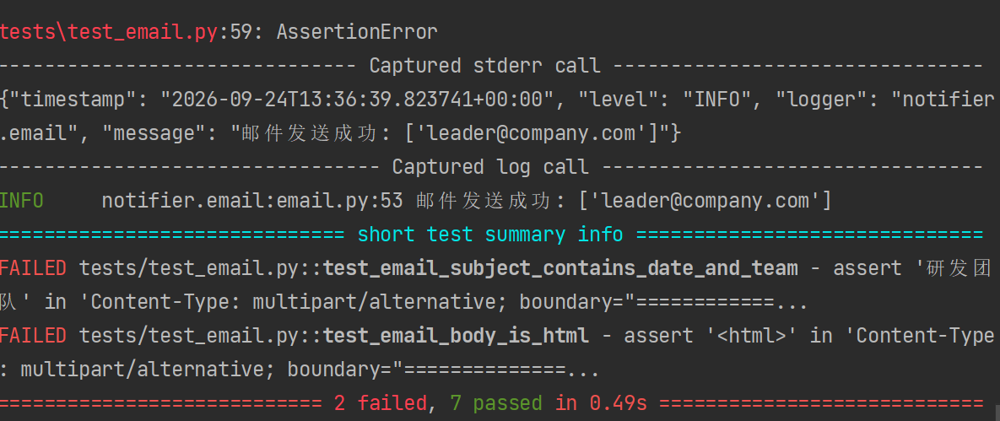 tests\test_email.py:59: AssertionError
------------------------------- Captured stderr call --------------------------------
{"timestamp": "2026-09-24T13:36:39.823741+00:00", "level": "INFO", "logger": "notifier
.email", "message": "邮件发送成功: ['leader@company.com']"}
--------------------------------- Captured log call ----------------------------------
INFO     notifier.email:email.py:53 邮件发送成功: ['leader@company.com']
============================== short test summary info ==============================
FAILED tests/test_email.py::test_email_subject_contains_date_and_team - assert '研发团
队' in 'Content-Type: multipart/alternative; boundary="============...
FAILED tests/test_email.py::test_email_body_is_html - assert '<html>' in 'Content-Type
: multipart/alternative; boundary="==============...
============================ 2 failed, 7 passed in 0.49s ============================